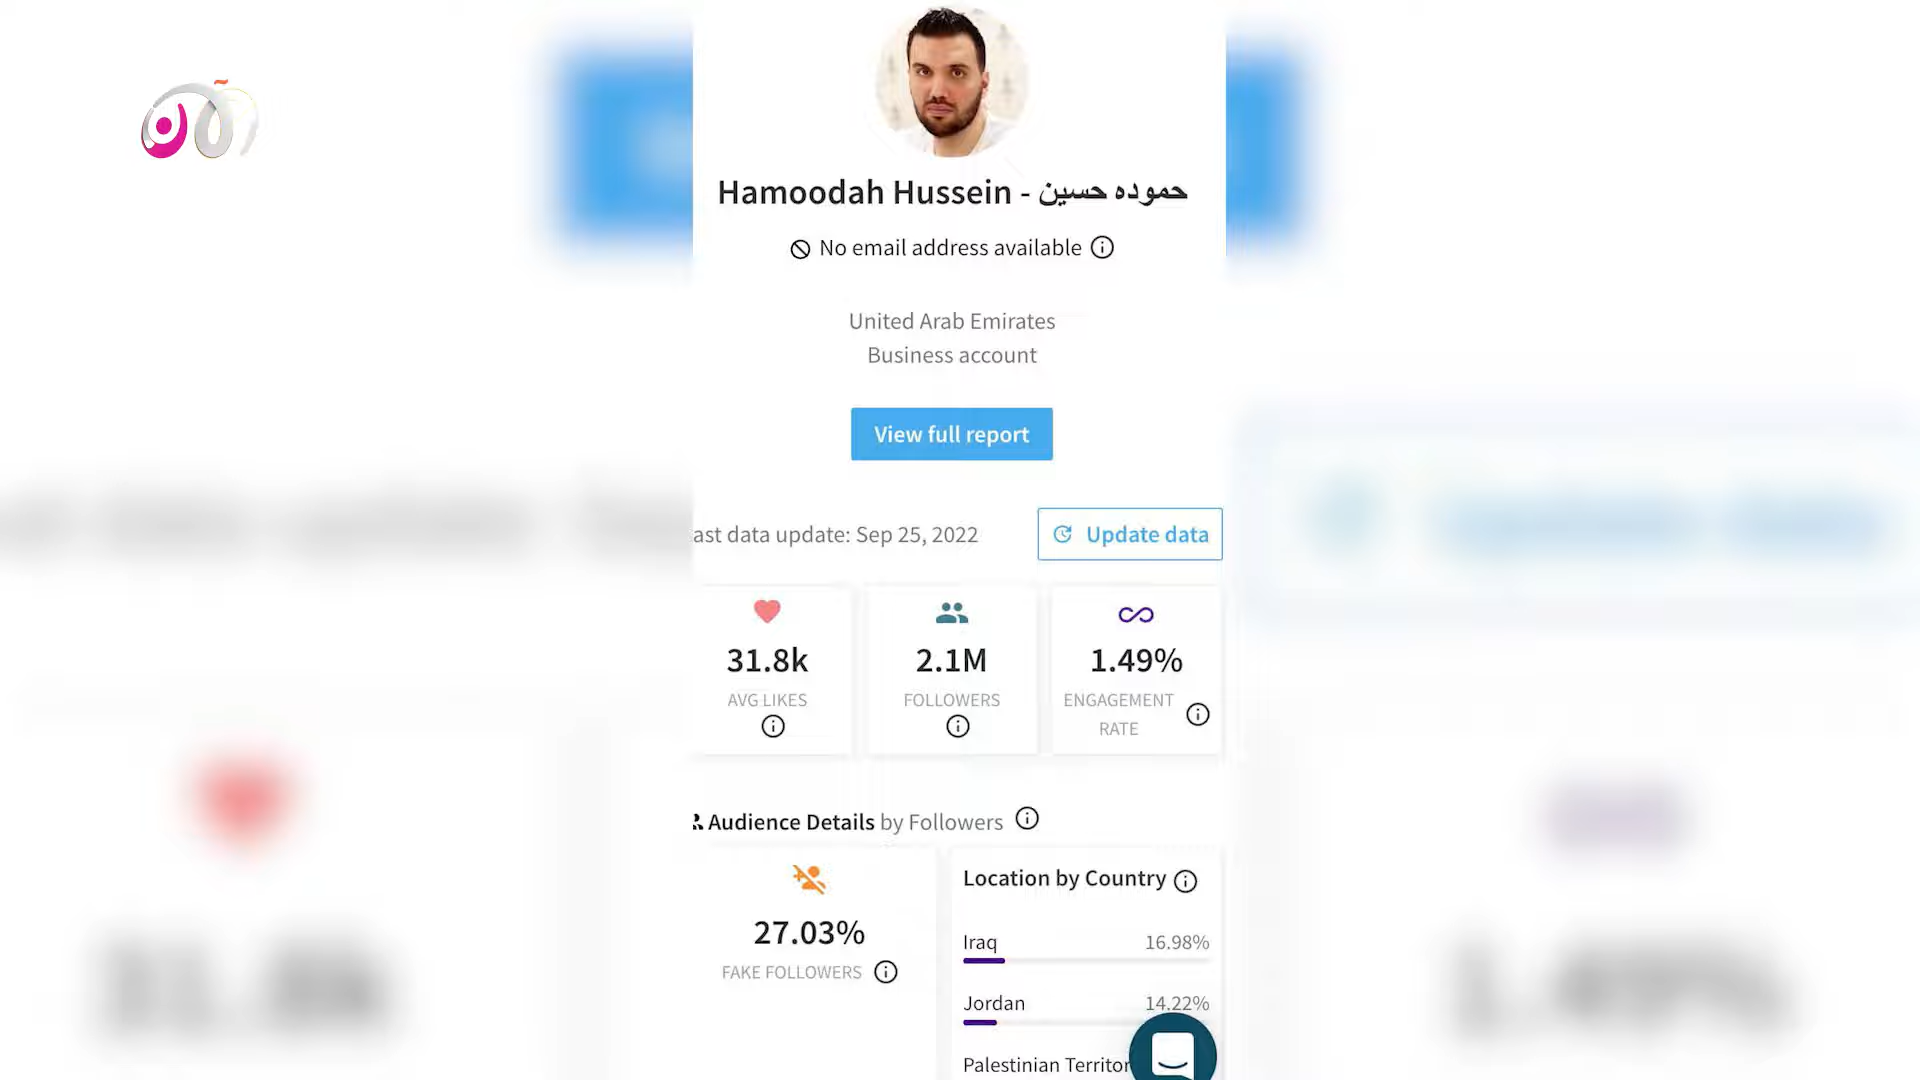 Hamoodah Hussein - حموده حسين
No email address available
United Arab Emirates
Business account
View full report
ast data update: Sep 25, 2022
Update data
31.8k
AVG LIKES
2.1M
FOLLOWERS
1.49%
ENGAGEMENT
RATE
Audience Details by Followers
27.03%
FAKE FOLLOWERS
Location by Country
Iraq 16.98%
Jordan 14.22%
Palestinian Territor